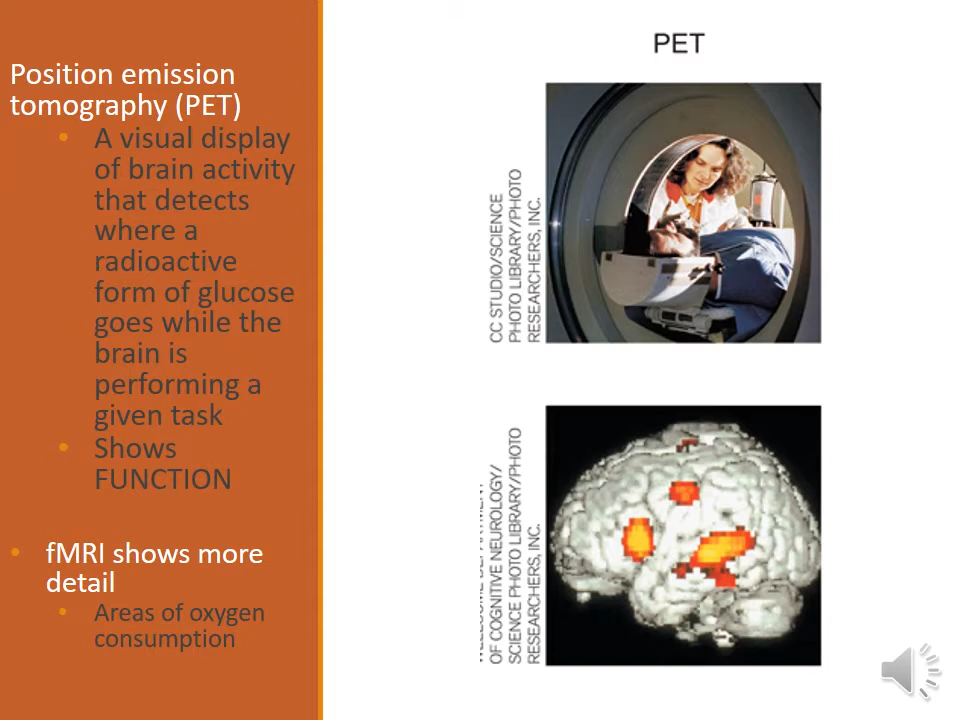 Position emission
tomography (PET)
• A visual display
of brain activity
that detects
where a
radioactive
form of glucose
goes while the
brain is
performing a
given task
• Shows
FUNCTION
• fMRI shows more
detail
• Areas of oxygen
consumption
PET
CC STUDIO/SCIENCE
PHOTO LIBRARY/PHOTO
RESEARCHERS, INC.
WELLCOME DEPARTMENT
OF COGNITIVE NEUROLOGY/
SCIENCE PHOTO LIBRARY/PHOTO
RESEARCHERS, INC.